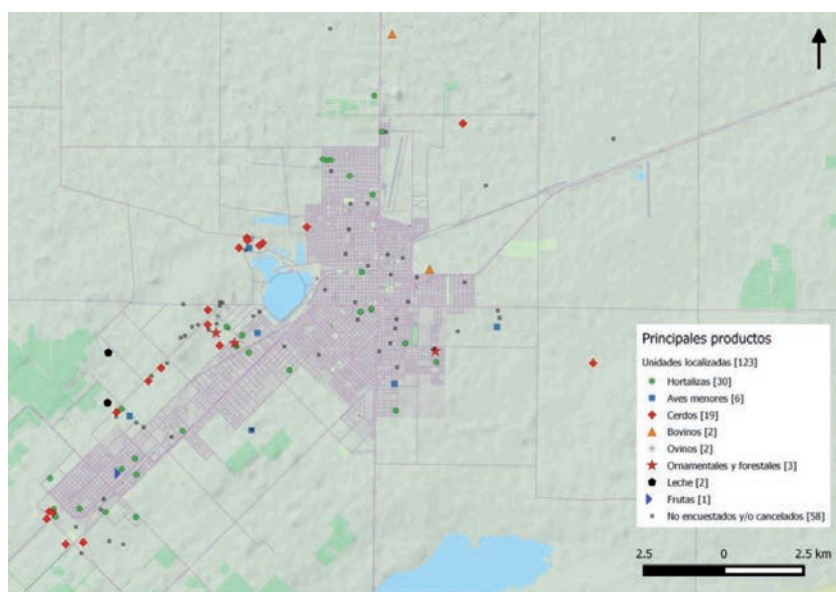 Principales productos
Unidades localizadas [123]
Hortalizas [30]
Aves menores [6]
Cerdos [19]
Bovinos [2]
Ovinos [2]
Ornamentales y forestales [3]
Leche [2]
Frutas [1]
No encuestados y/o cancelados [58]
2.5 0 2.5 km